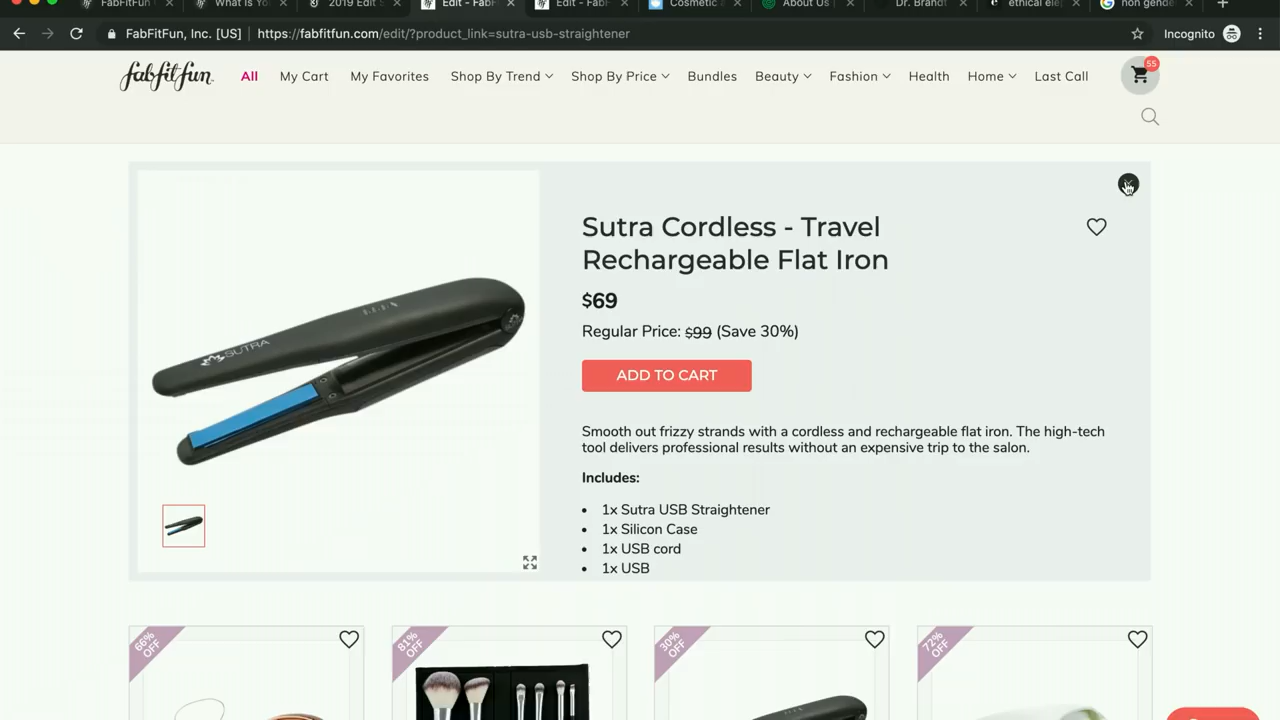 FabFitFun
What is Yo
2019 Edit S
Edit - FabF
Edit - FabF
Cosmetic a
About Us |
Dr. Brandt
ethical ele
non gende
FabFitFun, Inc. [US] | https://fabfitfun.com/edit/?product_link=sutra-usb-straightener
Incognito
fabfitfun
All
My Cart
My Favorites
Shop By Trend
Shop By Price
Bundles
Beauty
Fashion
Health
Home
Last Call
55
Sutra Cordless - Travel
Rechargeable Flat Iron
$69
Regular Price: $99 (Save 30%)
ADD TO CART
Smooth out frizzy strands with a cordless and rechargeable flat iron. The high-tech
tool delivers professional results without an expensive trip to the salon.
Includes:
• 1x Sutra USB Straightener
• 1x Silicon Case
• 1x USB cord
• 1x USB
SUTRA
66%
OFF
81%
OFF
30%
OFF
72%
OFF